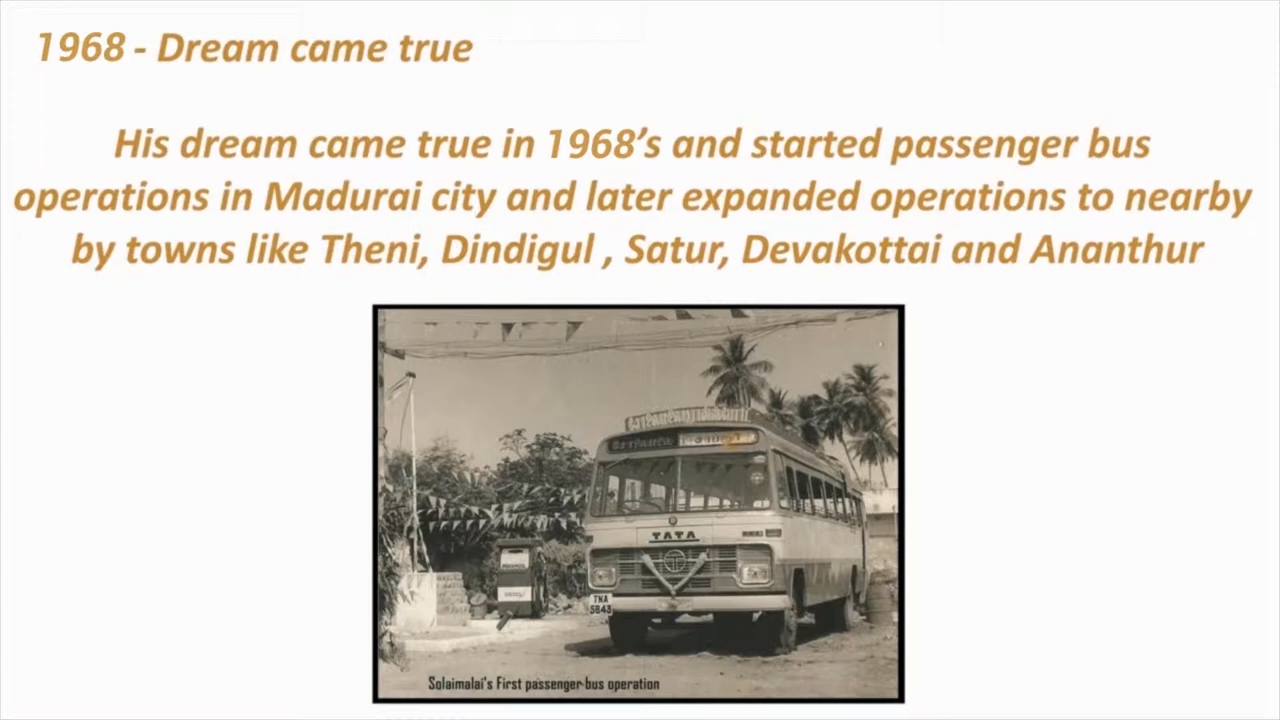 1968 - Dream came true
His dream came true in 1968’s and started passenger bus
operations in Madurai city and later expanded operations to nearby
by towns like Theni, Dindigul , Satur, Devakottai and Ananthur
TATA
TNA
5843
Solaimalai's First passenger-bus operation